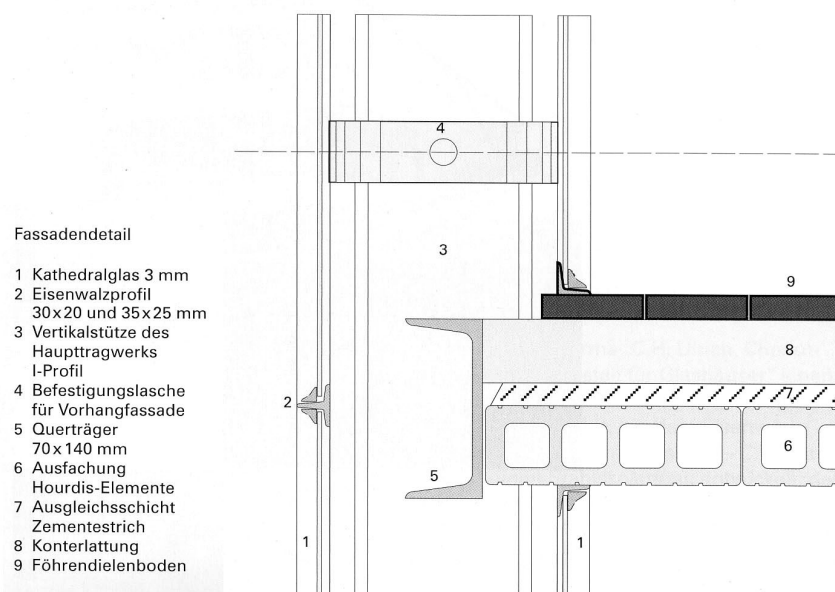 Fassadendetail
1 Kathedralglas 3 mm
2 Eisenwalzprofil
30x20 und 35x25 mm
3 Vertikalstütze des
Haupttragwerks
I-Profil
4 Befestigungslasche
für Vorhangfassade
5 Querträger
70x140 mm
6 Ausfachung
Hourdis-Elemente
7 Ausgleichsschicht
Zementestrich
8 Konterlattung
9 Föhrendielenboden
4
3
9
8
7
2
6
5
1
1